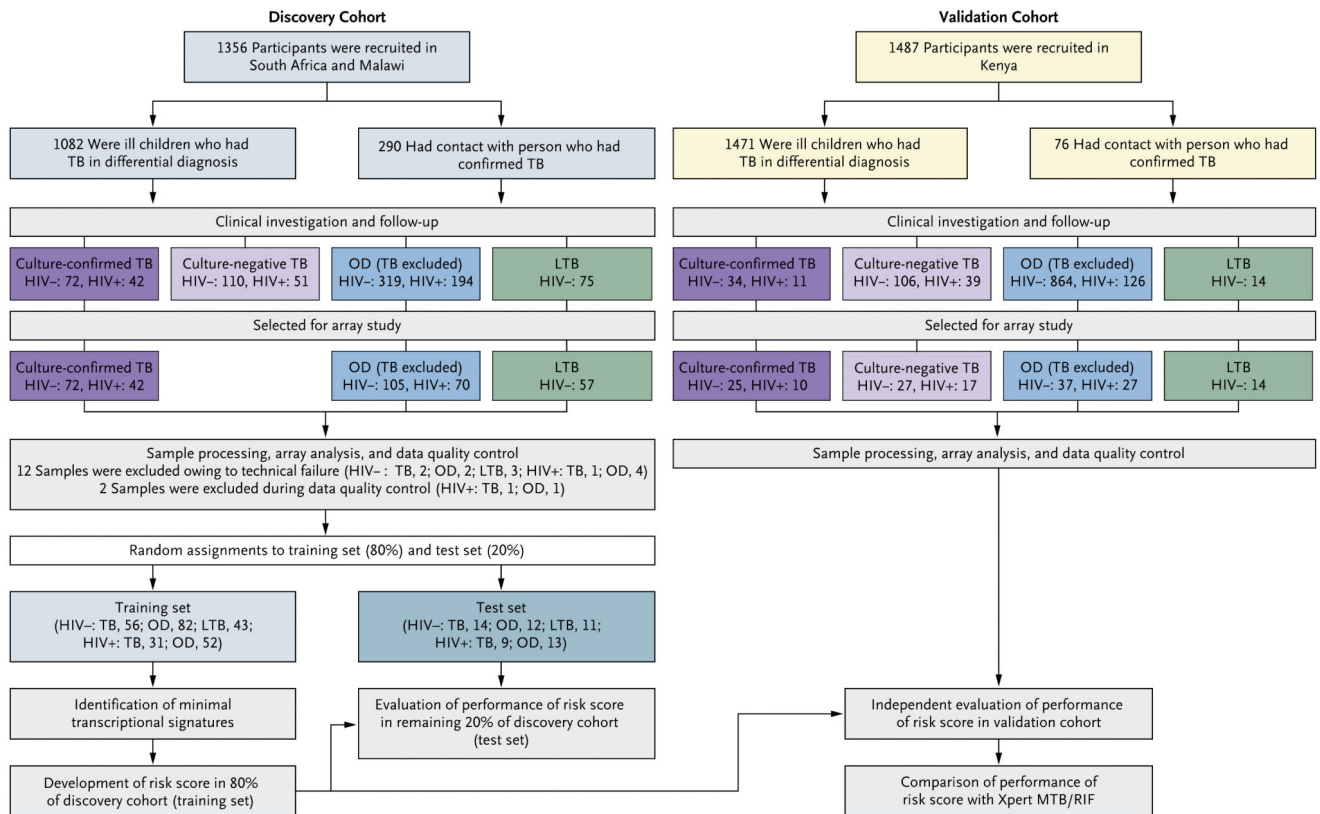 Discovery Cohort
1356 Participants were recruited in
South Africa and Malawi
1082 Were ill children who had
TB in differential diagnosis
290 Had contact with person who had
confirmed TB
Clinical investigation and follow-up
Culture-confirmed TB
HIV–: 72, HIV+: 42
Culture-negative TB
HIV–: 110, HIV+: 51
OD (TB excluded)
HIV–: 319, HIV+: 194
LTB
HIV–: 75
Selected for array study
Culture-confirmed TB
HIV–: 72, HIV+: 42
OD (TB excluded)
HIV–: 105, HIV+: 70
LTB
HIV–: 57
Sample processing, array analysis, and data quality control
12 Samples were excluded owing to technical failure (HIV– : TB, 2; OD, 2; LTB, 3; HIV+: TB, 1; OD, 4)
2 Samples were excluded during data quality control (HIV+: TB, 1; OD, 1)
Random assignments to training set (80%) and test set (20%)
Training set
(HIV–: TB, 56; OD, 82; LTB, 43;
HIV+: TB, 31; OD, 52)
Test set
(HIV–: TB, 14; OD, 12; LTB, 11;
HIV+: TB, 9; OD, 13)
Identification of minimal
transcriptional signatures
Evaluation of performance of risk score
in remaining 20% of discovery cohort
(test set)
Development of risk score in 80%
of discovery cohort (training set)
Validation Cohort
1487 Participants were recruited in
Kenya
1471 Were ill children who had
TB in differential diagnosis
76 Had contact with person who had
confirmed TB
Clinical investigation and follow-up
Culture-confirmed TB
HIV–: 34, HIV+: 11
Culture-negative TB
HIV–: 106, HIV+: 39
OD (TB excluded)
HIV–: 864, HIV+: 126
LTB
HIV–: 14
Selected for array study
Culture-confirmed TB
HIV–: 25, HIV+: 10
Culture-negative TB
HIV–: 27, HIV+: 17
OD (TB excluded)
HIV–: 37, HIV+: 27
LTB
HIV–: 14
Sample processing, array analysis, and data quality control
Independent evaluation of performance
of risk score in validation cohort
Comparison of performance of
risk score with Xpert MTB/RIF